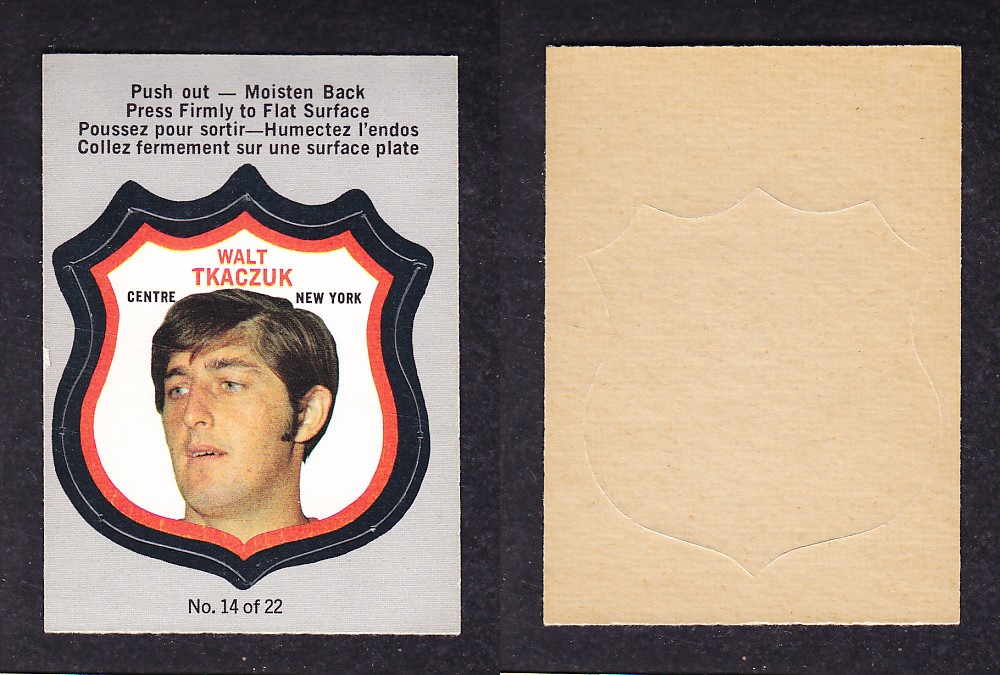 Push out — Moisten Back
Press Firmly to Flat Surface
Poussez pour sortir—Humectez l'endos
Collez fermement sur une surface plate
WALT
TKACZUK
CENTRE
NEW YORK
No. 14 of 22